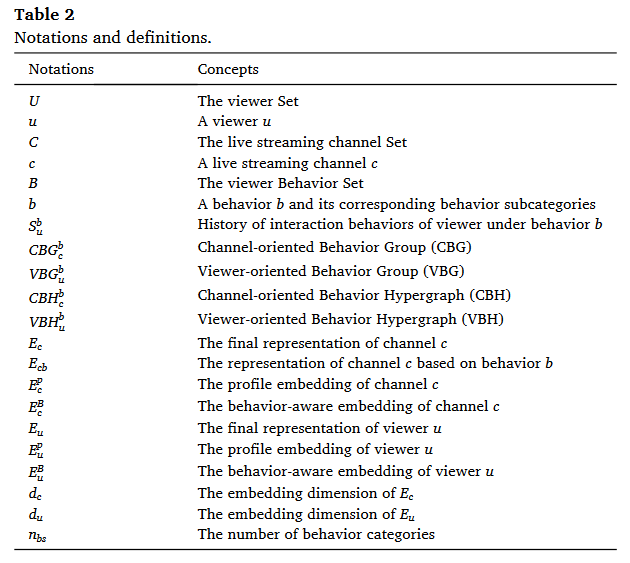 Table 2
Notations and definitions.
Notations Concepts
U The viewer Set
u A viewer u
C The live streaming channel Set
c A live streaming channel c
B The viewer Behavior Set
b A behavior b and its corresponding behavior subcategories
S_u^b History of interaction behaviors of viewer under behavior b
CBG_c^b Channel-oriented Behavior Group (CBG)
VBG_u^b Viewer-oriented Behavior Group (VBG)
CBH_c^b Channel-oriented Behavior Hypergraph (CBH)
VBH_u^b Viewer-oriented Behavior Hypergraph (VBH)
E_c The final representation of channel c
E_cb The representation of channel c based on behavior b
E_c^p The profile embedding of channel c
E_c^B The behavior-aware embedding of channel c
E_u The final representation of viewer u
E_u^p The profile embedding of viewer u
E_u^B The behavior-aware embedding of viewer u
d_c The embedding dimension of E_c
d_u The embedding dimension of E_u
n_bs The number of behavior categories